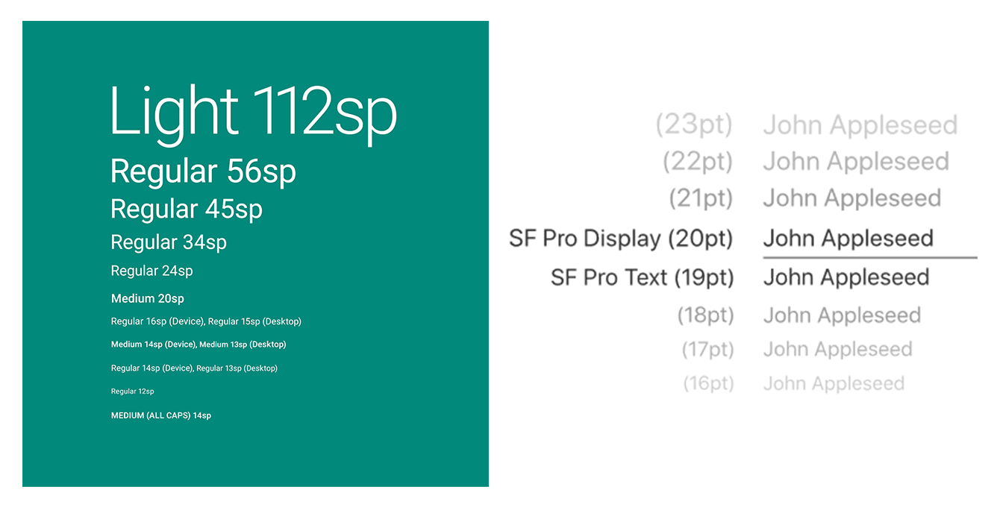 Light 112sp
Regular 56sp
Regular 45sp
Regular 34sp
Regular 24sp
Medium 20sp
Regular 16sp (Device), Regular 15sp (Desktop)
Medium 14sp (Device), Medium 13sp (Desktop)
Regular 14sp (Device), Regular 13sp (Desktop)
Regular 12sp
MEDIUM (ALL CAPS) 14sp
(23pt) John Appleseed
(22pt) John Appleseed
(21pt) John Appleseed
SF Pro Display (20pt) John Appleseed
SF Pro Text (19pt) John Appleseed
(18pt) John Appleseed
(17pt) John Appleseed
(16pt) John Appleseed